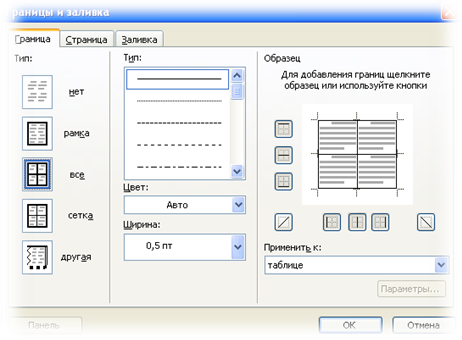 раницы и заливка
Граница Страница Заливка
Тип:
нет
рамка
все
сетка
другая
Тип:
Цвет:
Авто
Ширина:
0,5 пт
Образец
Для добавления границ щелкните
образец или используйте кнопки
Применить к:
таблице
Параметры...
Панель
ОК
Отмена